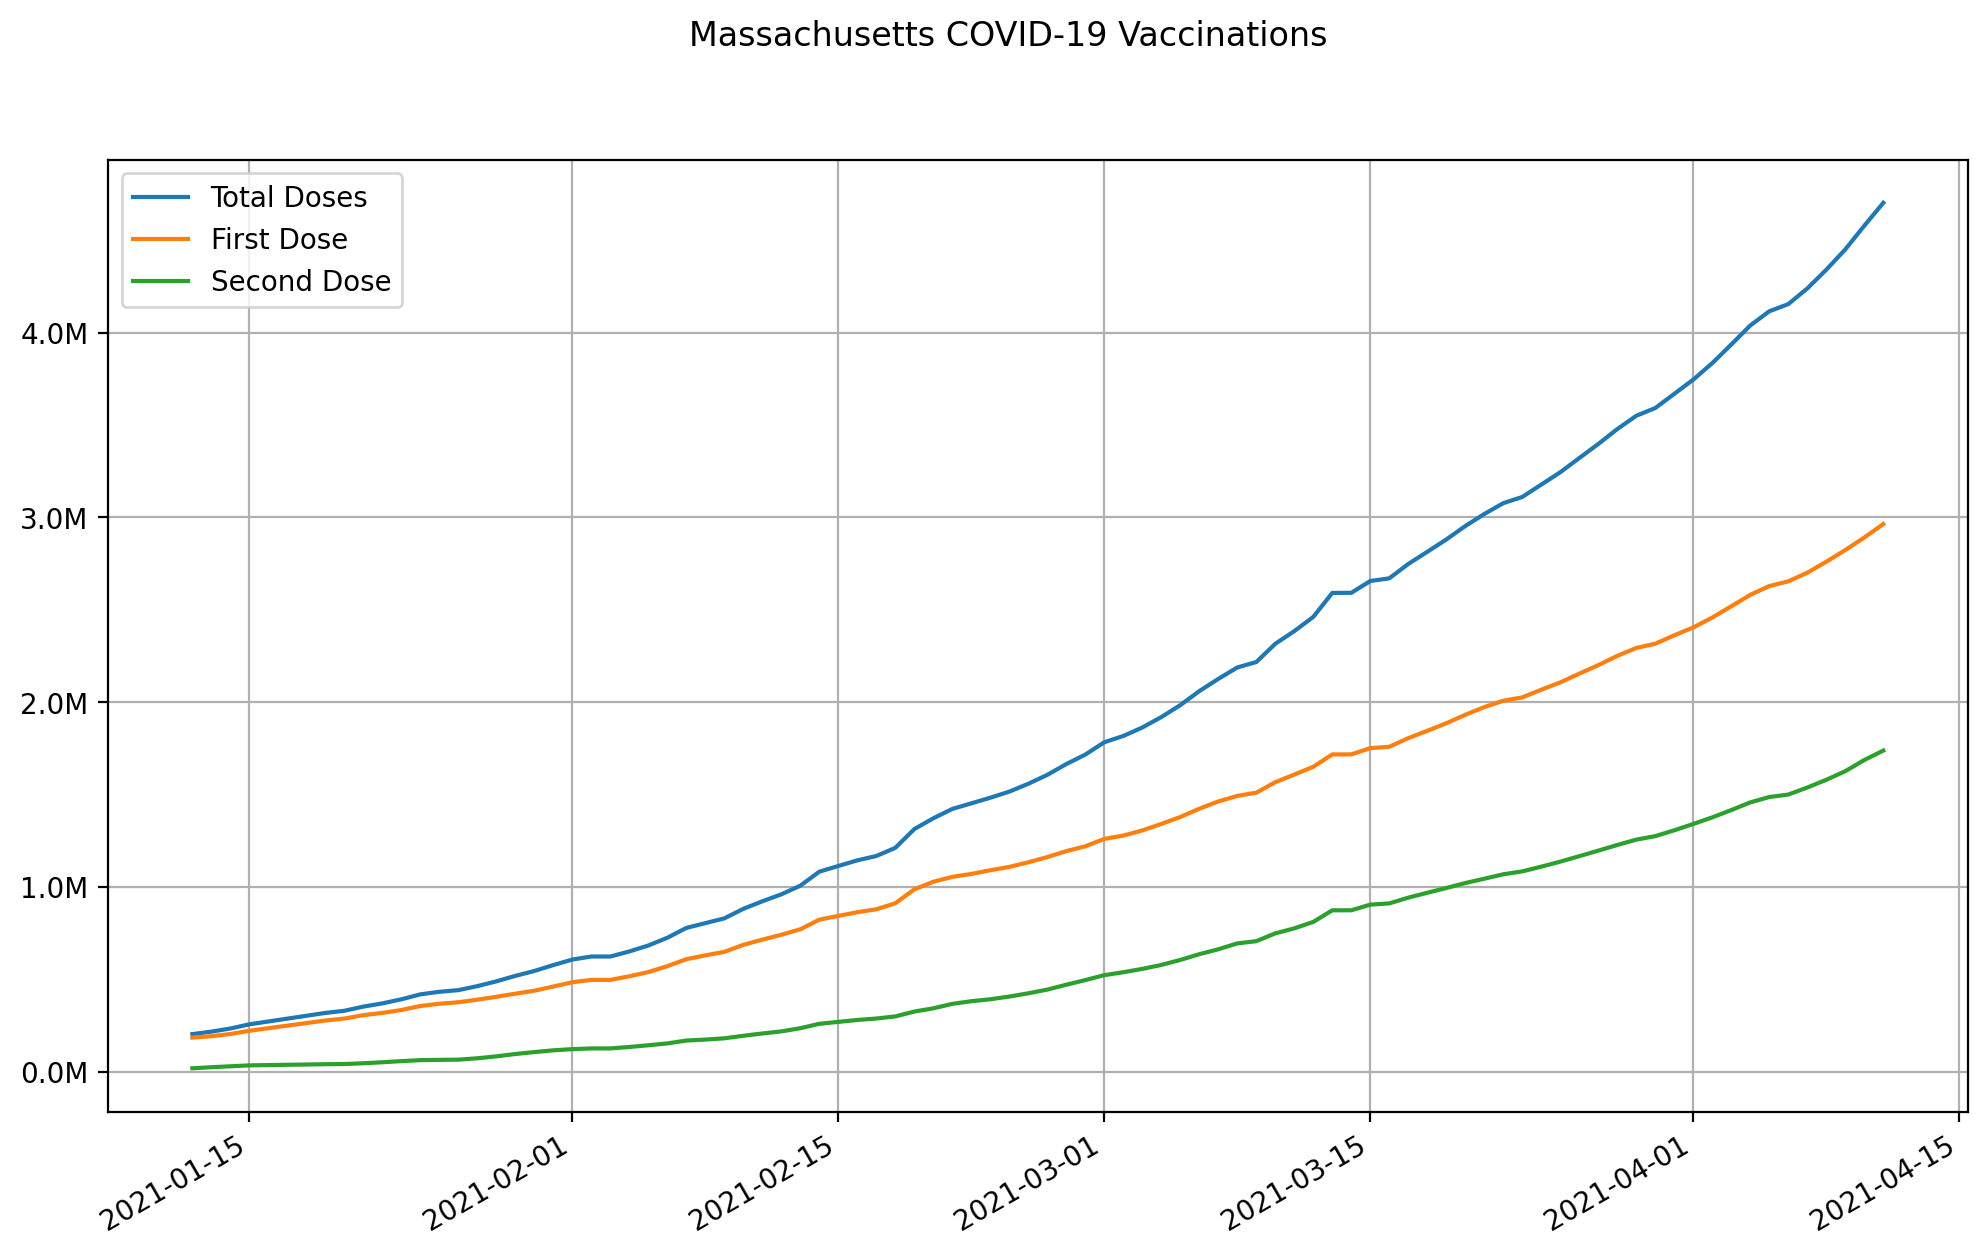 Massachusetts COVID-19 Vaccinations
Total Doses
First Dose
Second Dose
4.0M
3.0M
2.0M
1.0M
0.0M
2021-01-15
2021-02-01
2021-02-15
2021-03-01
2021-03-15
2021-04-01
2021-04-15